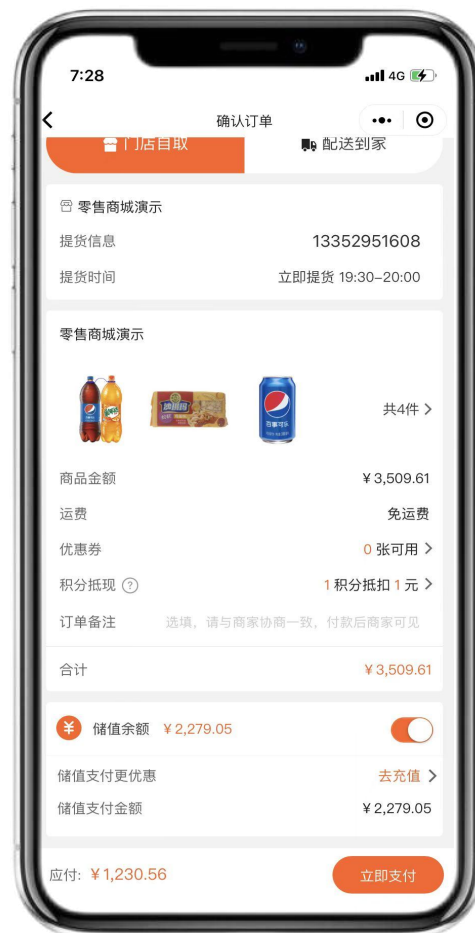 7:28
4G
确认订单
门店自取
配送到家
零售商城演示
提货信息 13352951608
提货时间 立即提货 19:30–20:00
零售商城演示
百事可乐
共4件
商品金额 ¥3,509.61
运费 免运费
优惠券 0 张可用
积分抵现 ? 1积分抵扣1元
订单备注 选填，请与商家协商一致，付款后商家可见
合计 ¥3,509.61
¥ 储值余额 ¥2,279.05
储值支付更优惠 去充值
储值支付金额 ¥2,279.05
应付: ¥1,230.56
立即支付